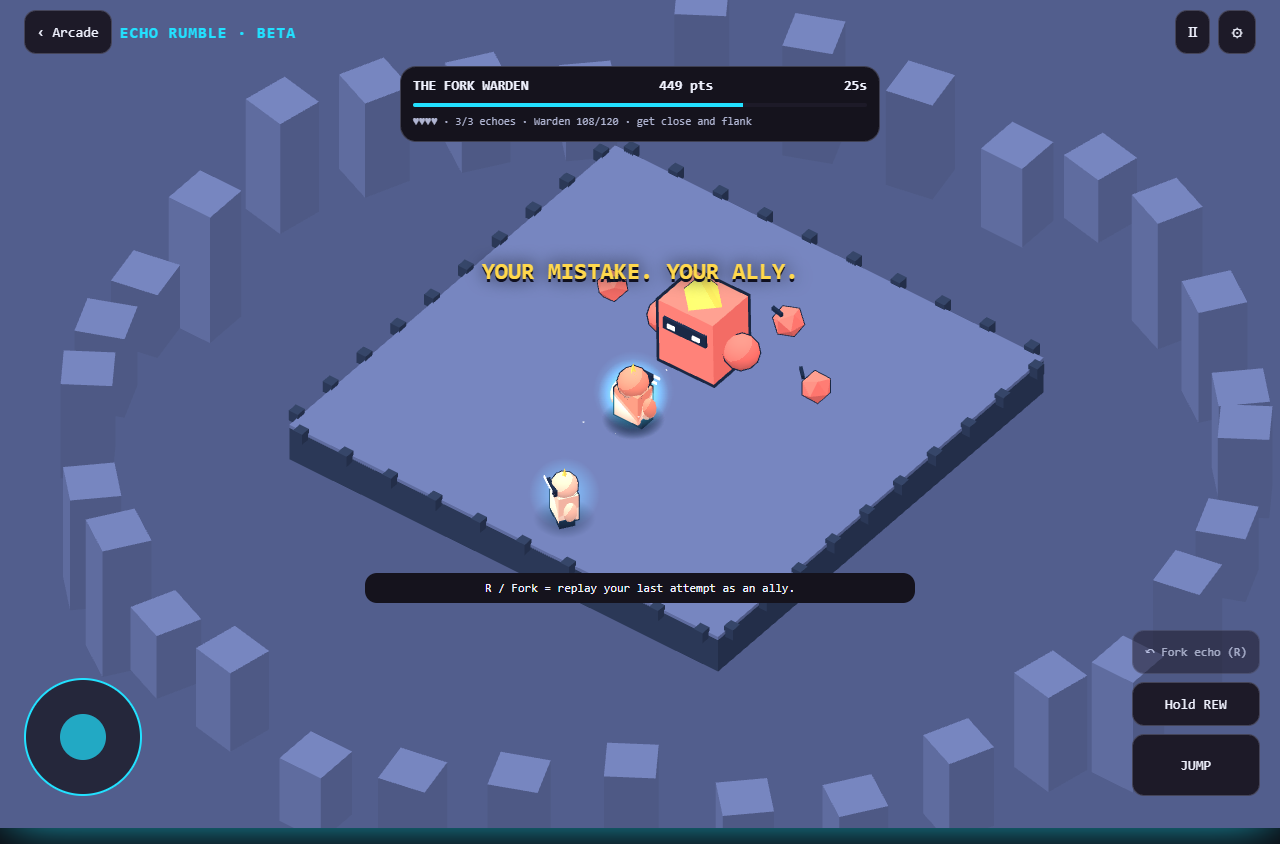 ‹ Arcade
ECHO RUMBLE · BETA
II
⚙
THE FORK WARDEN 449 pts 25s
♥♥♥♥ · 3/3 echoes · Warden 108/120 · get close and flank
YOUR MISTAKE. YOUR ALLY.
R / Fork = replay your last attempt as an ally.
↶ Fork echo (R)
Hold REW
JUMP